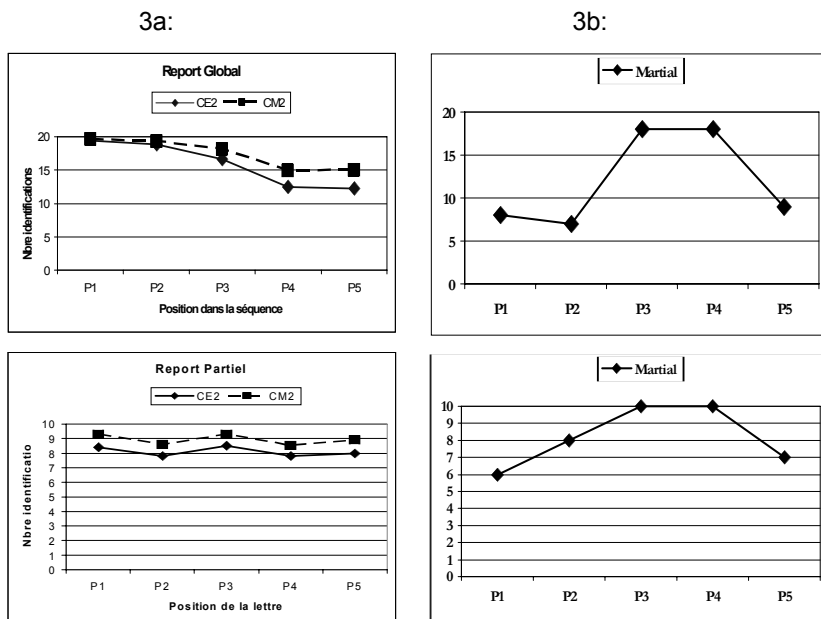 3a:
3b:
Report Global
CE2 CM2
20
15
10
5
0
Nbre identifications
P1 P2 P3 P4 P5
Position dans la séquence
Martial
20
15
10
5
0
P1 P2 P3 P4 P5
Report Partiel
CE2 CM2
10
9
8
7
6
5
4
3
2
1
0
Nbre identificatio
P1 P2 P3 P4 P5
Position de la lettre
Martial
10
9
8
7
6
5
4
3
2
1
0
P1 P2 P3 P4 P5